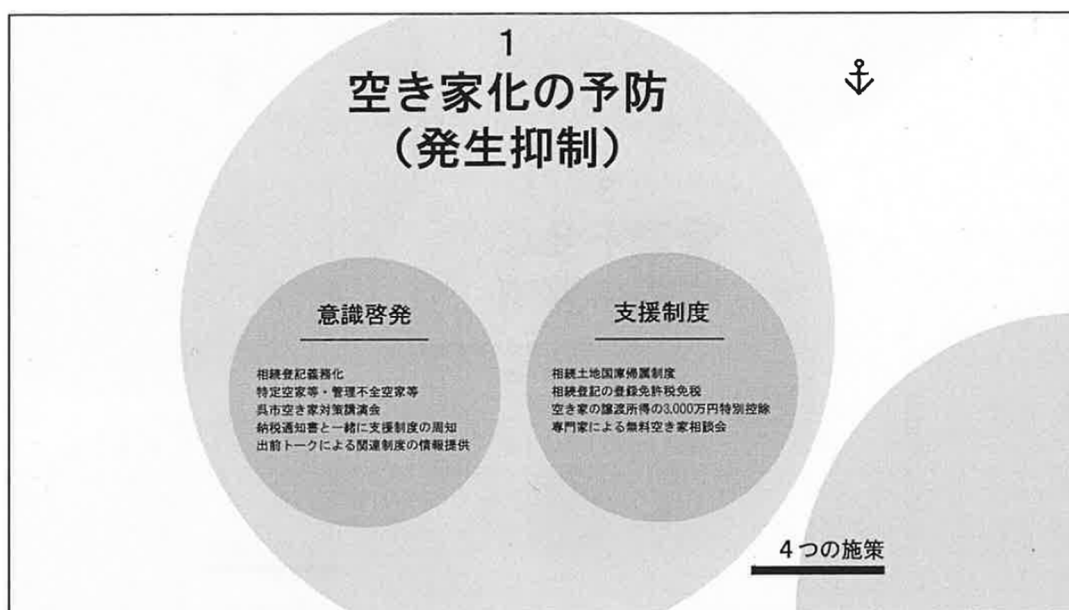 1
空き家化の予防
（発生抑制）
意識啓発
相続登記義務化
特定空家等・管理不全空家等
呉市空き家対策講演会
納税通知書と一緒に支援制度の周知
出前トークによる関連制度の情報提供
支援制度
相続土地国庫帰属制度
相続登記の登録免許税免税
空き家の譲渡所得の3,000万円特別控除
専門家による無料空き家相談会
4つの施策